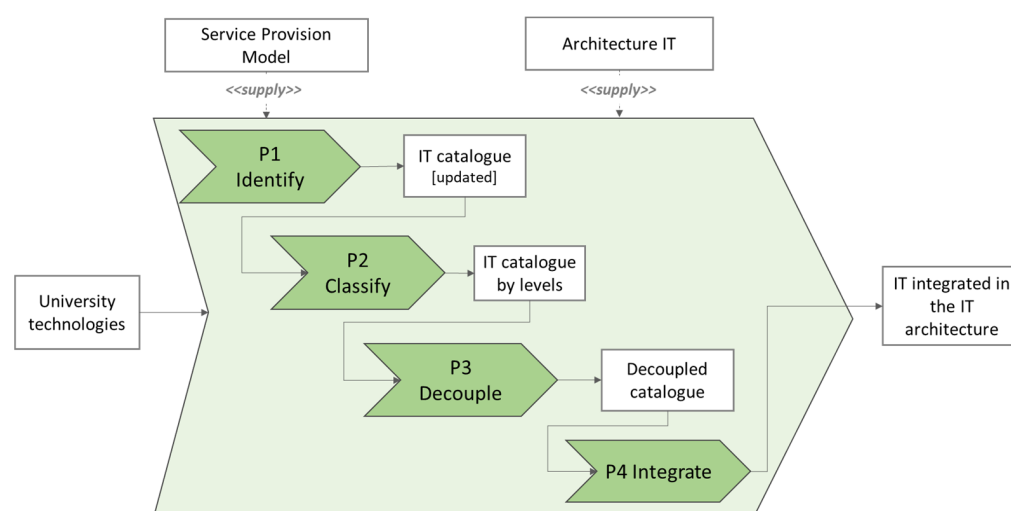 Service Provision
Model
Architecture IT
<<supply>>
<<supply>>
P1
Identify
IT catalogue
[updated]
P2
Classify
IT catalogue
by levels
University
technologies
IT integrated in
the IT
architecture
P3
Decouple
Decoupled
catalogue
P4 Integrate